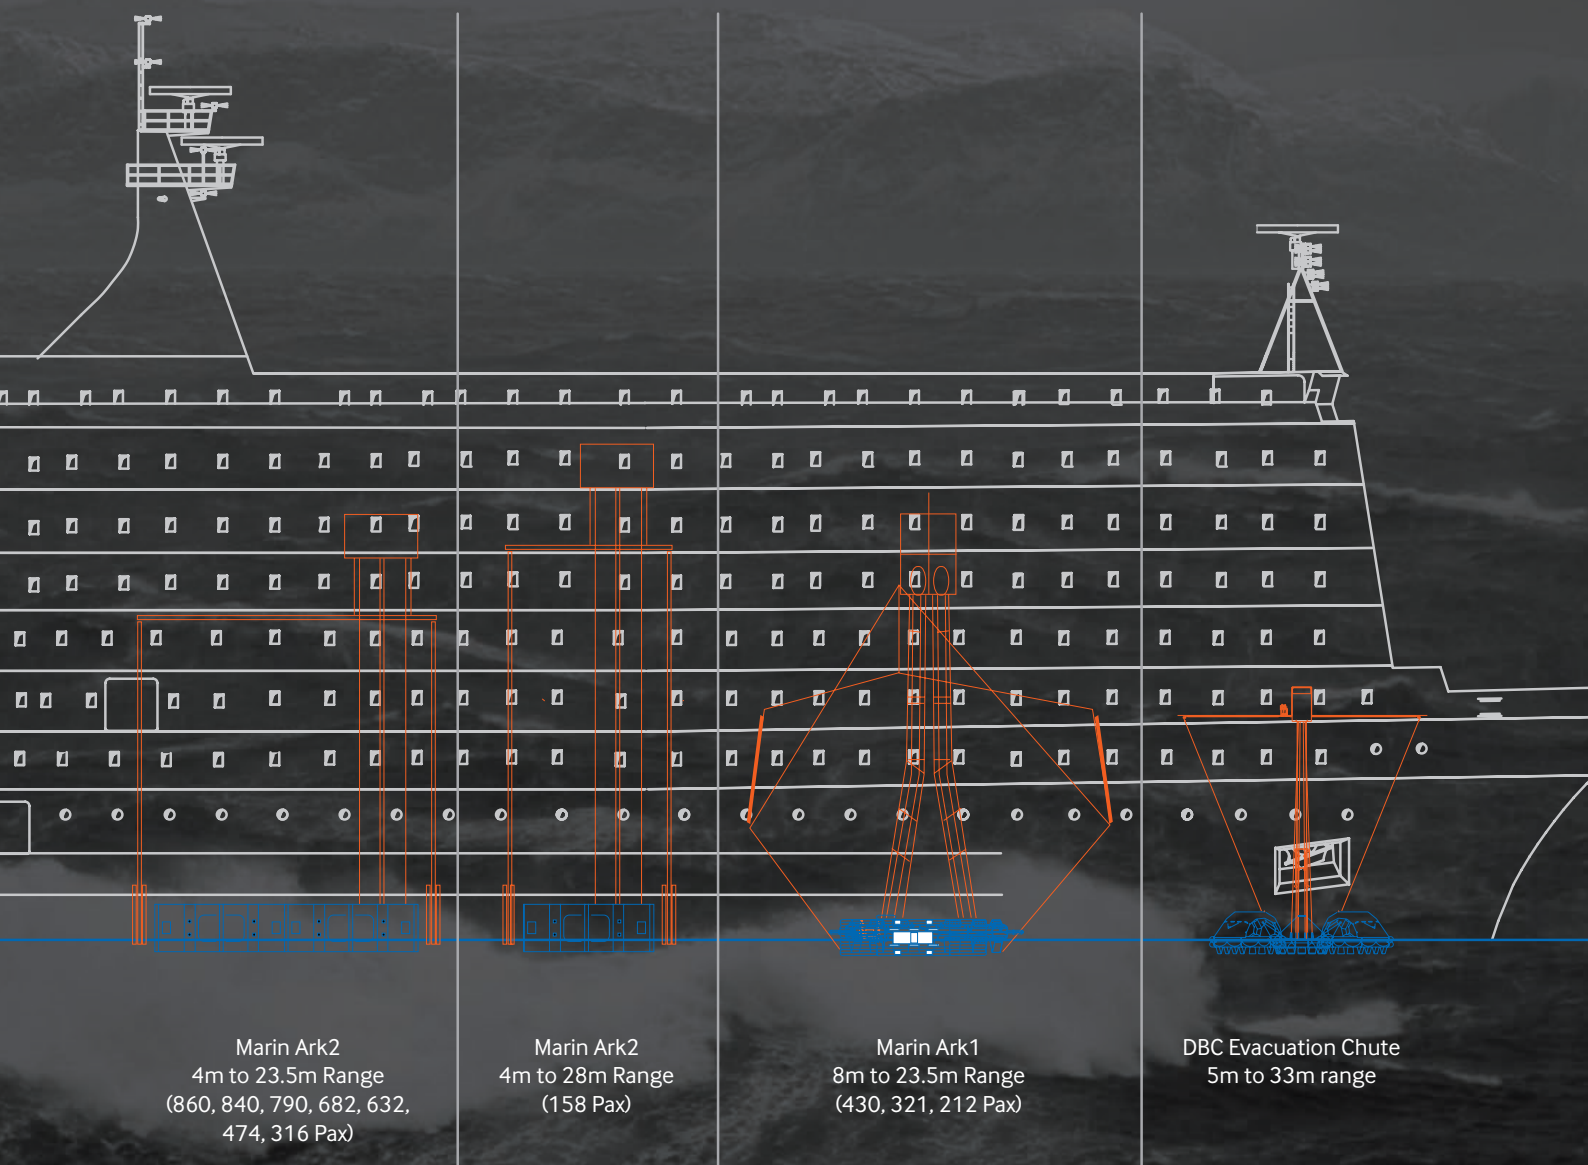 Marin Ark2
4m to 23.5m Range
(860, 840, 790, 682, 632,
474, 316 Pax)
Marin Ark2
4m to 28m Range
(158 Pax)
Marin Ark1
8m to 23.5m Range
(430, 321, 212 Pax)
DBC Evacuation Chute
5m to 33m range